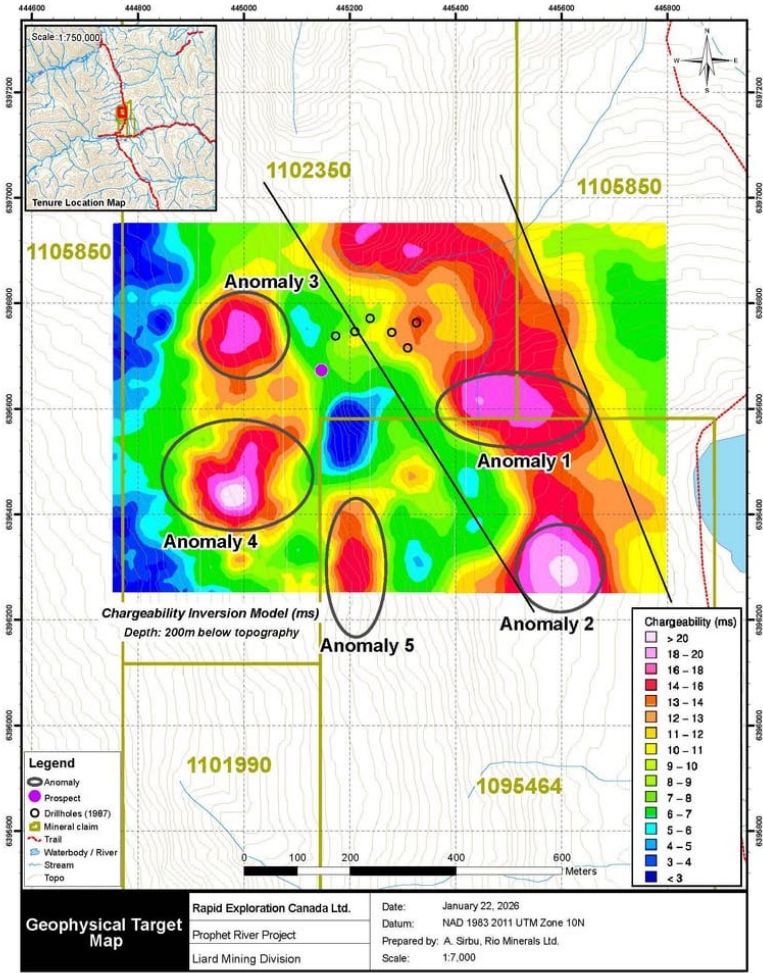 444600 444800 445000 445200 445400 445600 445800
Scale: 1:750,000
Tenure Location Map
N
W E
S
6397200
6397000
6396800
6396600
6396400
6396200
6396000
6395800
1102350
1105850
1105850
Anomaly 3
Anomaly 1
Anomaly 4
Anomaly 2
Anomaly 5
Chargeability Inversion Model (ms)
Depth: 200m below topography
1101990
1095464
Chargeability (ms)
> 20
18 – 20
16 – 18
14 – 16
13 – 14
12 – 13
11 – 12
10 – 11
9 – 10
8 – 9
7 – 8
6 – 7
5 – 6
4 – 5
3 – 4
< 3
Legend
Anomaly
Prospect
Drillholes (1987)
Mineral claim
Trail
Waterbody / River
Stream
Topo
0 100 200 400 600
Meters
Geophysical Target
Map
Rapid Exploration Canada Ltd.
Prophet River Project
Liard Mining Division
Date: January 22, 2026
Datum: NAD 1983 2011 UTM Zone 10N
Prepared by: A. Sirbu, Rio Minerals Ltd.
Scale: 1:7,000